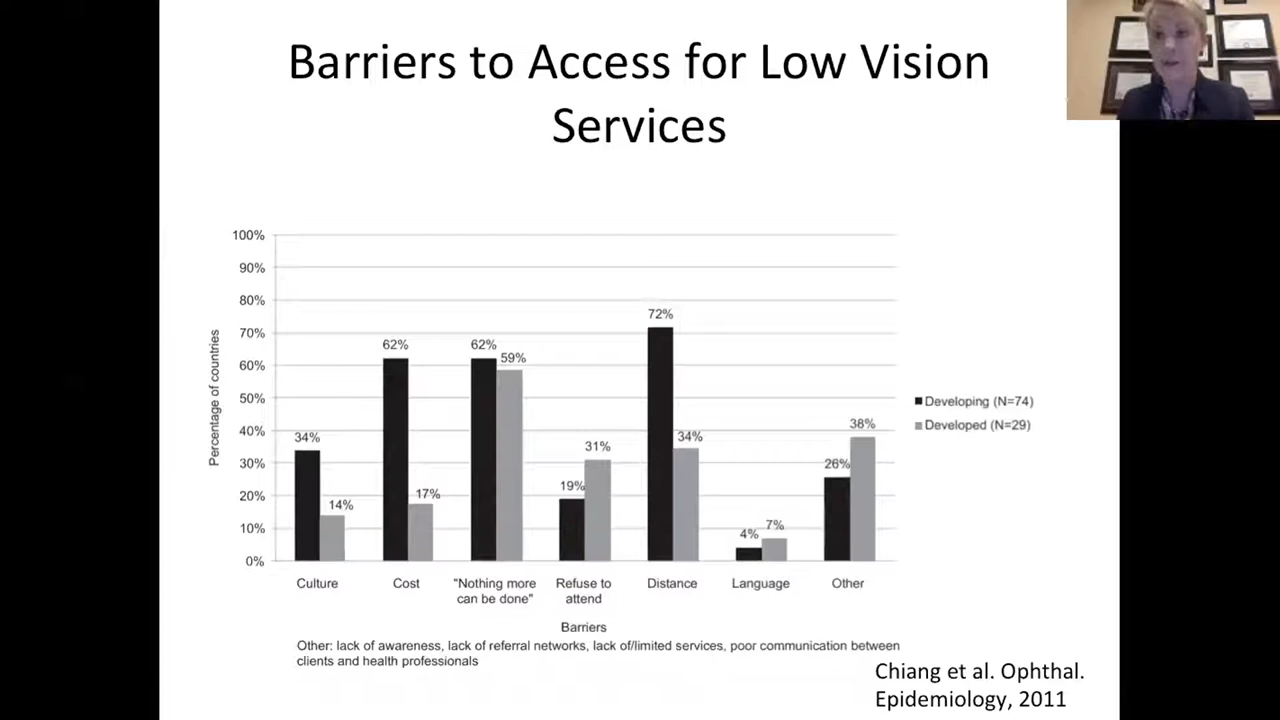 Barriers to Access for Low Vision
Services
100%
90%
80%
70%
60%
50%
40%
30%
20%
10%
0%
Percentage of countries
34%
14%
62%
17%
62%
59%
19%
31%
72%
34%
4%
7%
26%
38%
Culture
Cost
"Nothing more
can be done"
Refuse to
attend
Distance
Language
Other
Barriers
Developing (N=74)
Developed (N=29)
Other: lack of awareness, lack of referral networks, lack of/limited services, poor communication between
clients and health professionals
Chiang et al. Ophthal.
Epidemiology, 2011